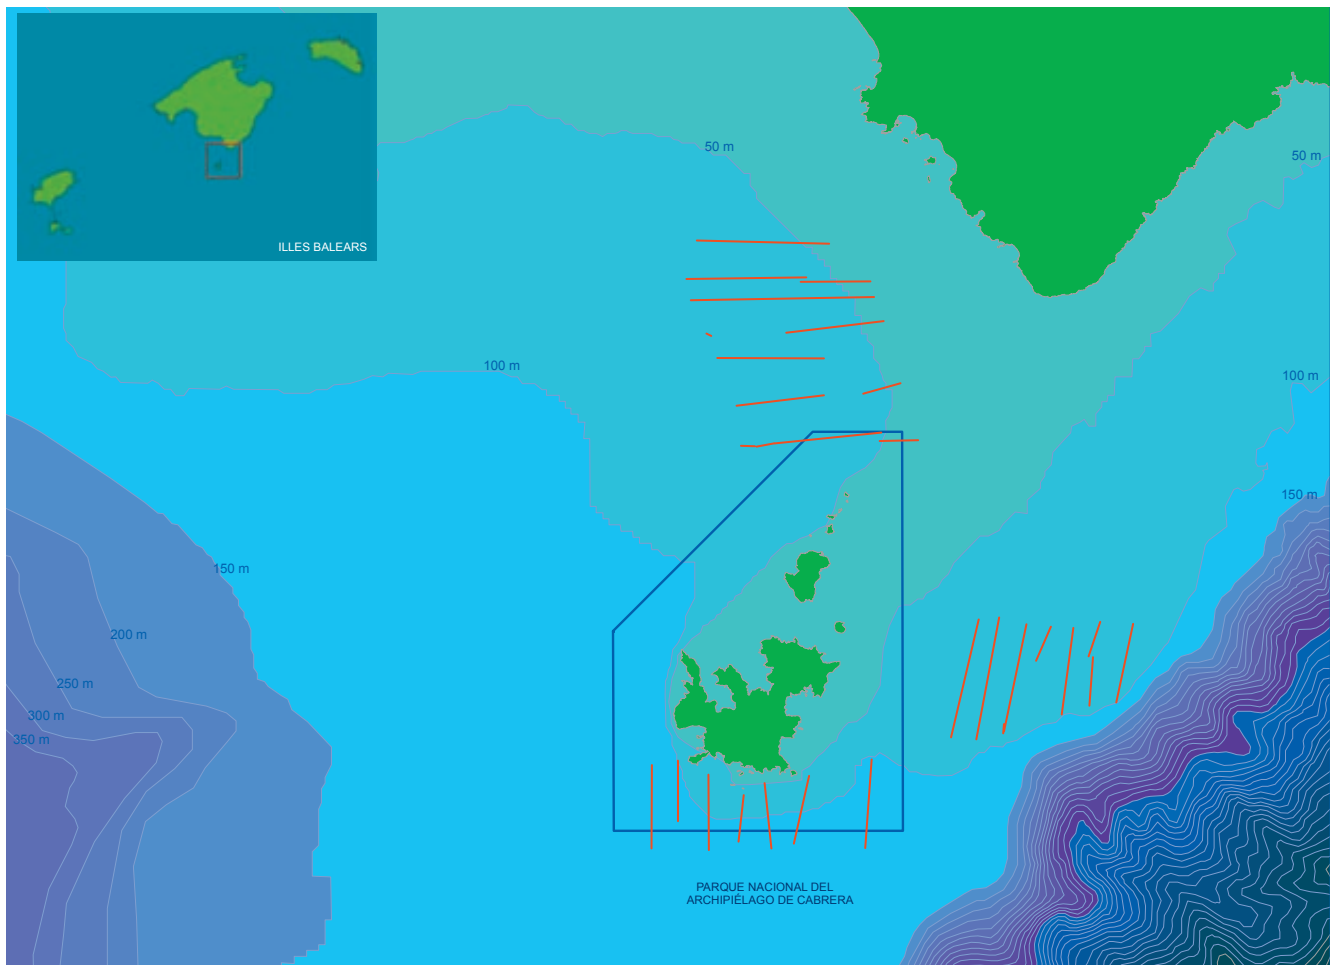 50 m
50 m
ILLES BALEARS
100 m
100 m
150 m
150 m
200 m
250 m
300 m
350 m
PARQUE NACIONAL DEL
ARCHIPIÉLAGO DE CABRERA